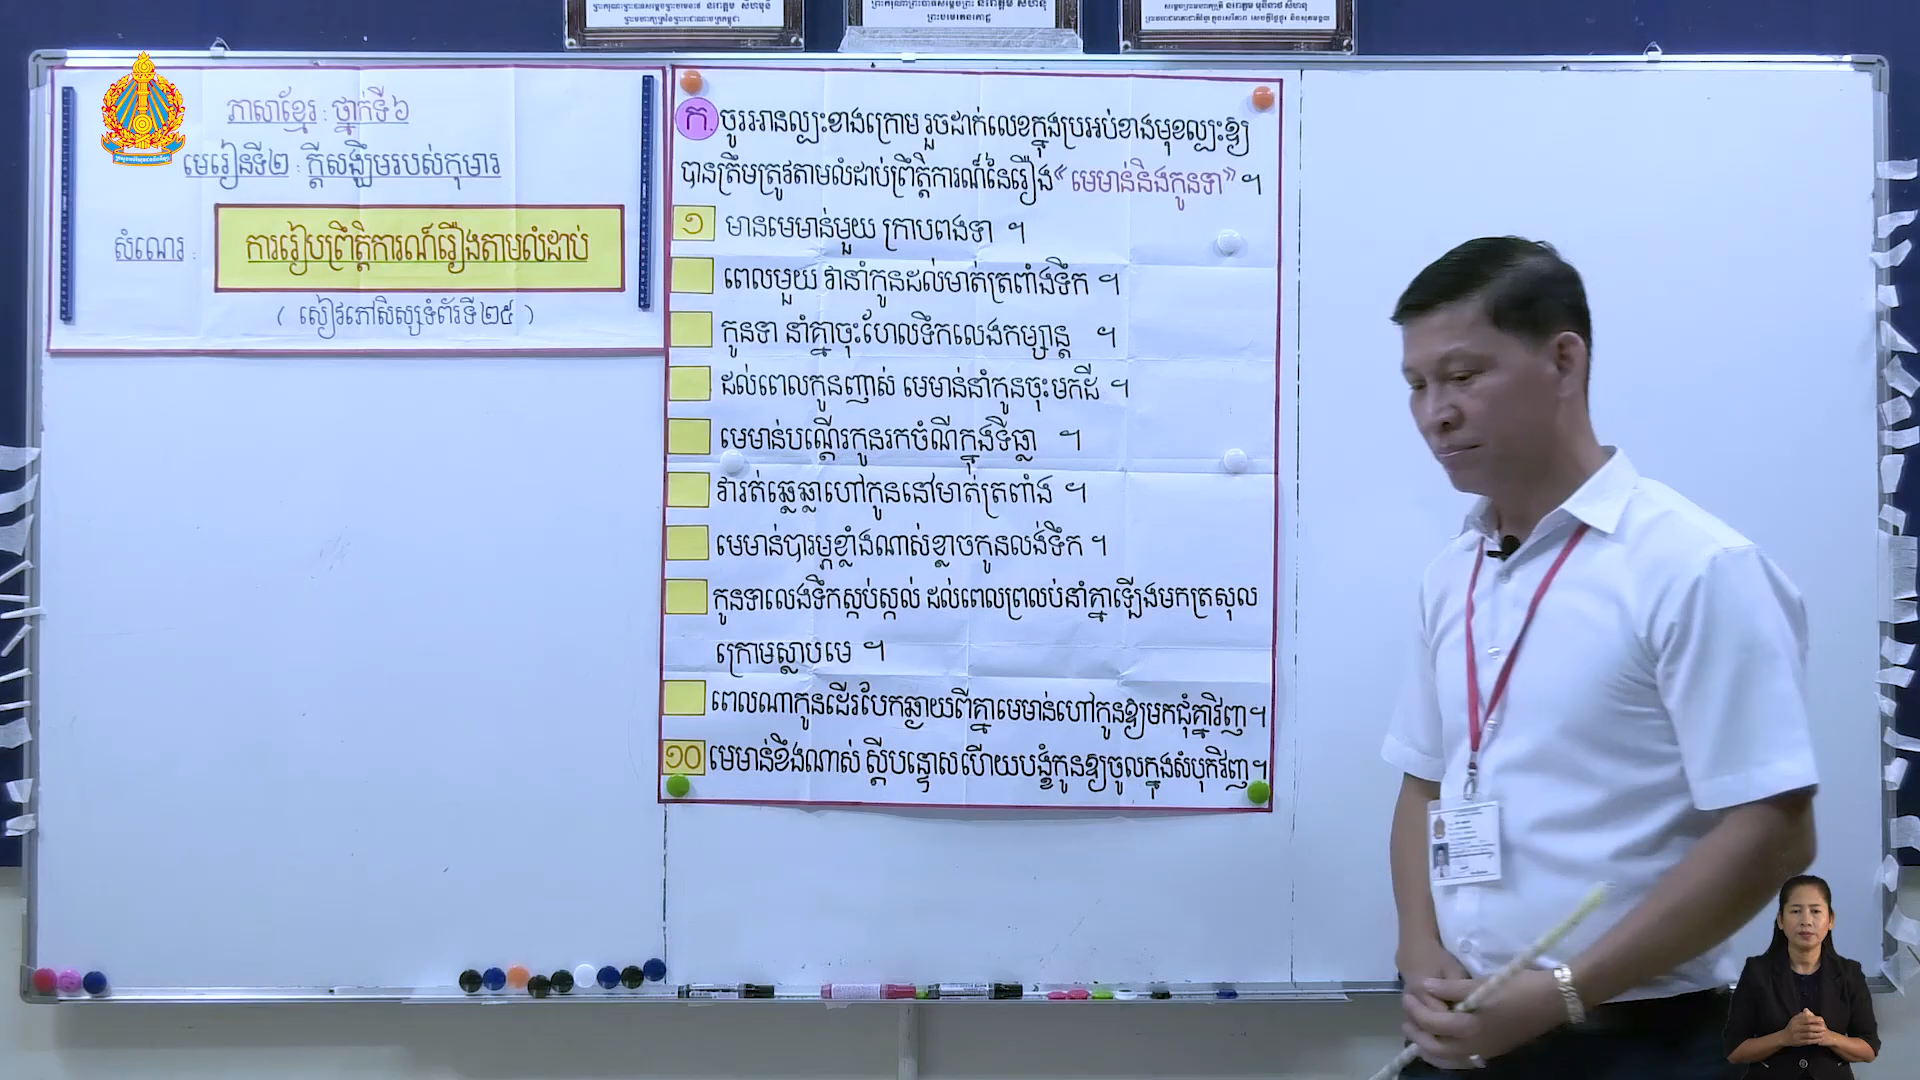 ភាសាខ្មែរ : ថ្នាក់ទី៦
មេរៀនទី២ : ក្តីសង្ឃឹមរបស់កុមារ
សំណេរ :
ការរៀបព្រឹត្តិការណ៍រឿងតាមលំដាប់
( សៀវភៅសិស្សទំព័រទី២៥ )
ក. ចូរអានល្បះខាងក្រោម រួចដាក់លេខក្នុងប្រអប់ខាងមុខល្បះឱ្យ
បានត្រឹមត្រូវតាមលំដាប់ព្រឹត្តិការណ៍នៃរឿង“មេមាន់និងកូនទា” ។
១ មានមេមាន់មួយ ក្រាបពងទា ។
ពេលមួយ វានាំកូនដល់មាត់ត្រពាំងទឹក ។
កូនទា នាំគ្នាចុះហែលទឹកលេងកម្សាន្ត ។
ដល់ពេលកូនញាស់ មេមាន់នាំកូនចុះមកដី ។
មេមាន់បណ្តើរកូនរកចំណីក្នុងទីធ្លា ។
វារត់ឆ្លេឆ្លាហៅកូននៅមាត់ត្រពាំង ។
មេមាន់បារម្ភខ្លាំងណាស់ខ្លាចកូនលង់ទឹក ។
កូនទាលេងទឹកស្កប់ស្កល់ ដល់ពេលព្រលប់នាំគ្នាឡើងមកត្រសុល
ក្រោមស្លាបមេ ។
ពេលណាកូនដើរបែកឆ្ងាយពីគ្នាមេមាន់ហៅកូនឱ្យមកជុំគ្នាវិញ។
១០ មេមាន់ខឹងណាស់ ស្តីបន្ទោសហើយបង្ខំកូនឱ្យចូលក្នុងសំបុកវិញ។